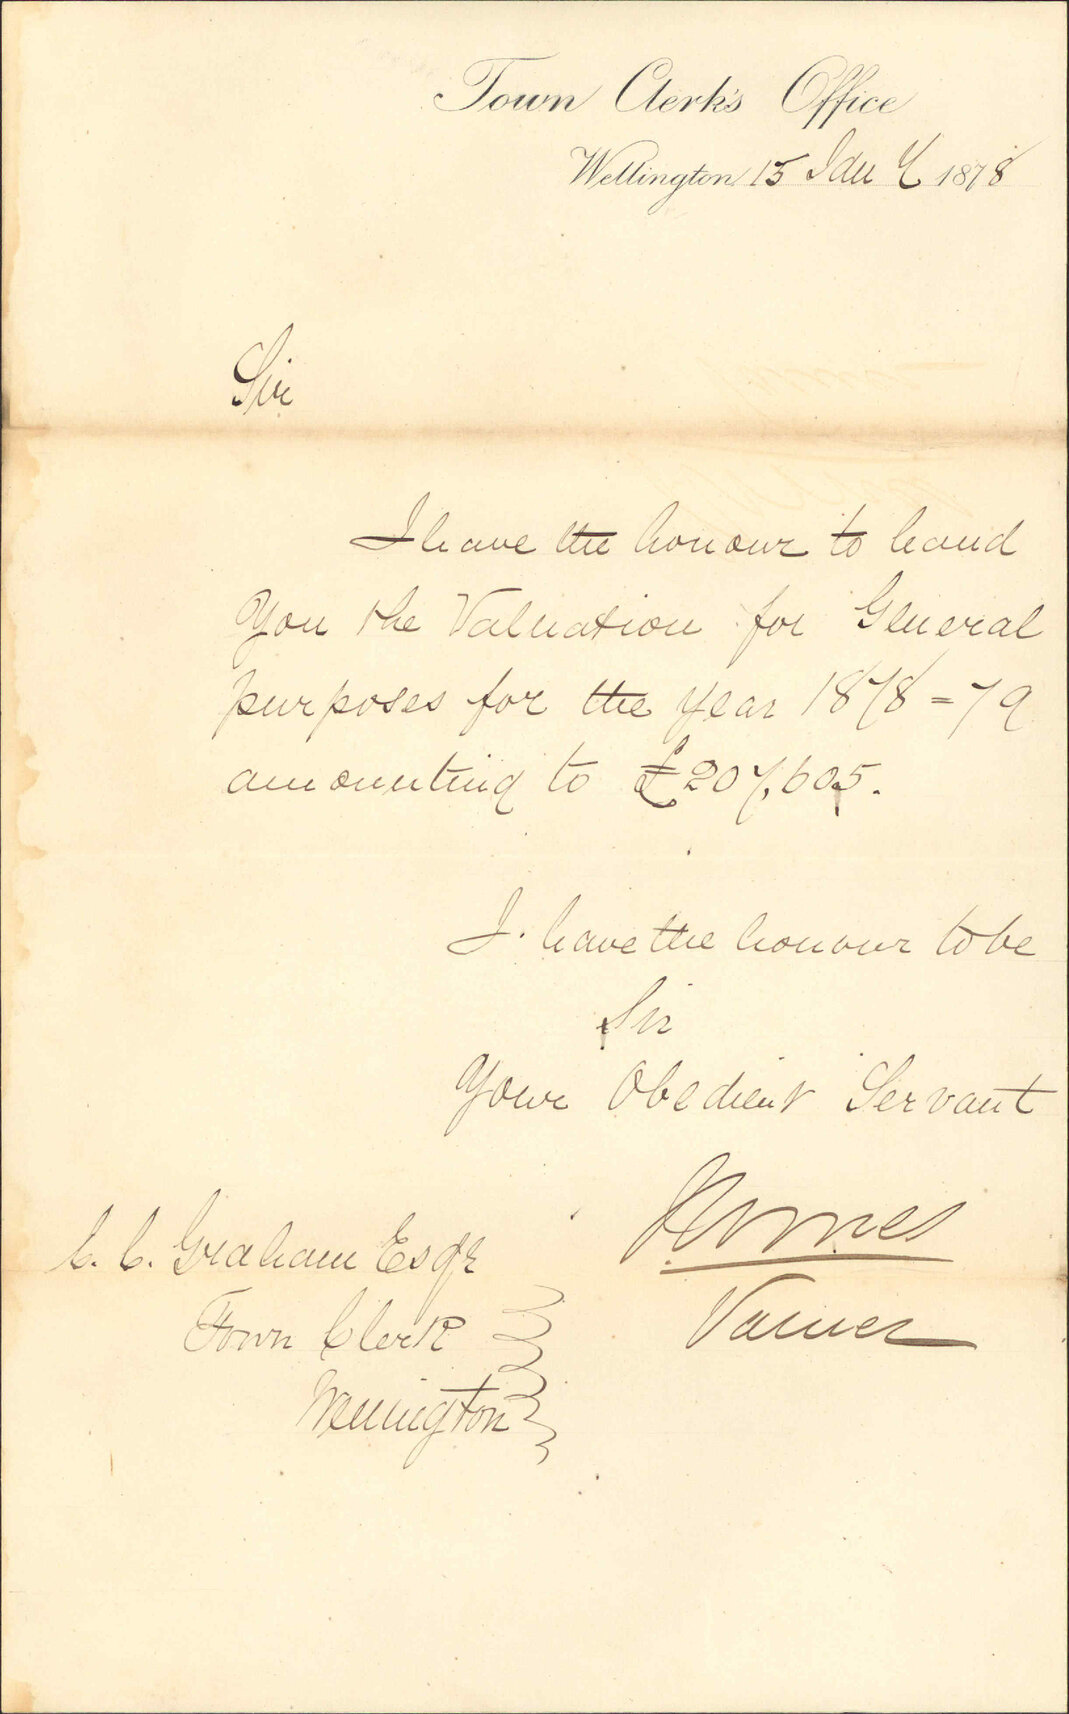 Town Clerk's Office
Wellington 15 Jany 1878
Sir
I have the honour to hand
You the Valuation for General
purposes for the Year 1878=79
amounting to £207,605.
I. have the honour to be
Sir
Your Obedient Servant
Valuer
C. C. Graham Esqr
Town Clerk
Wellington